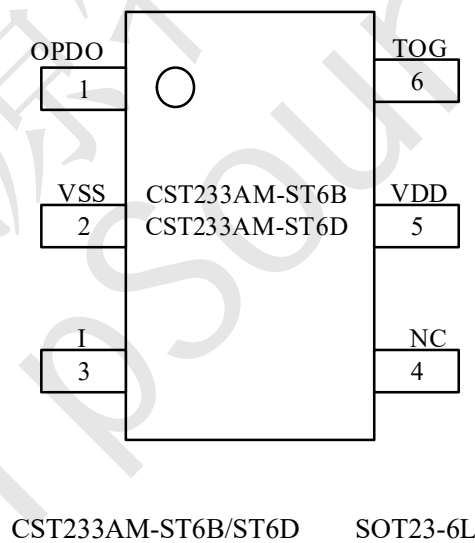 OPDO TOG
1 6
VSS CST233AM-ST6B VDD
2 CST233AM-ST6D 5
I NC
3 4
CST233AM-ST6B/ST6D SOT23-6L